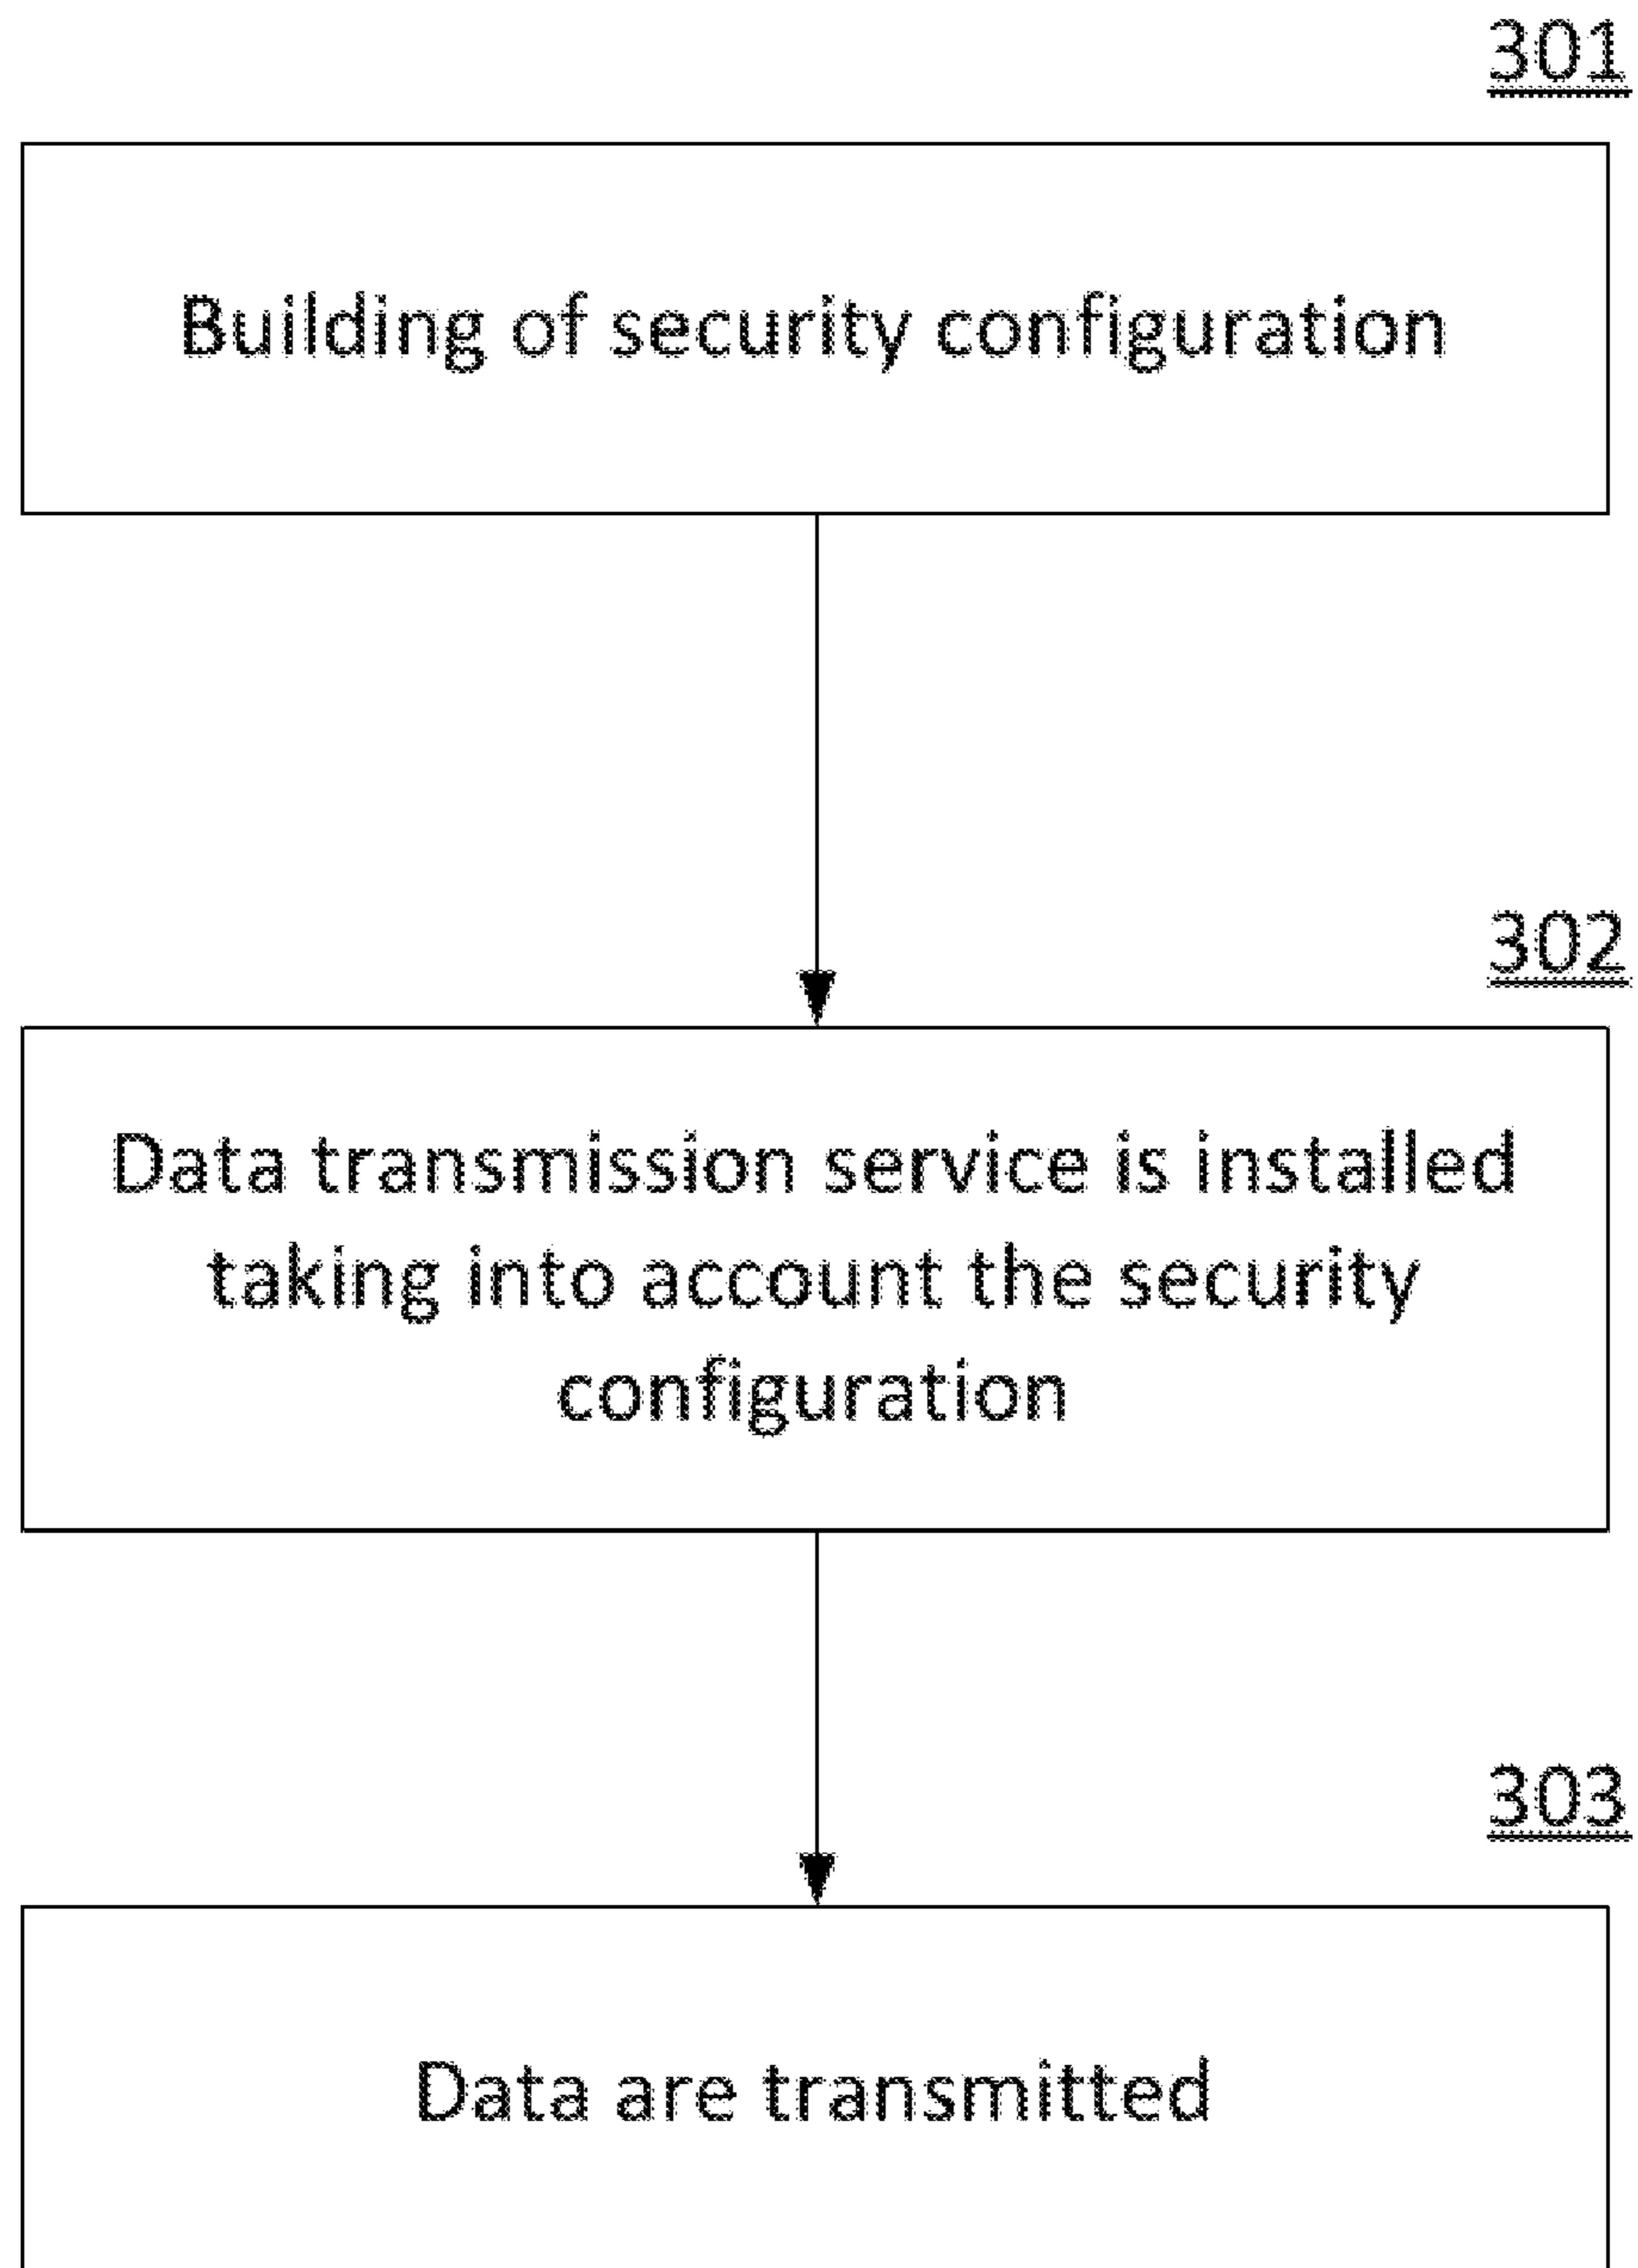 301
Building of security configuration
302
Data transmission service is installed
taking into account the security
configuration
303
Data are transmitted